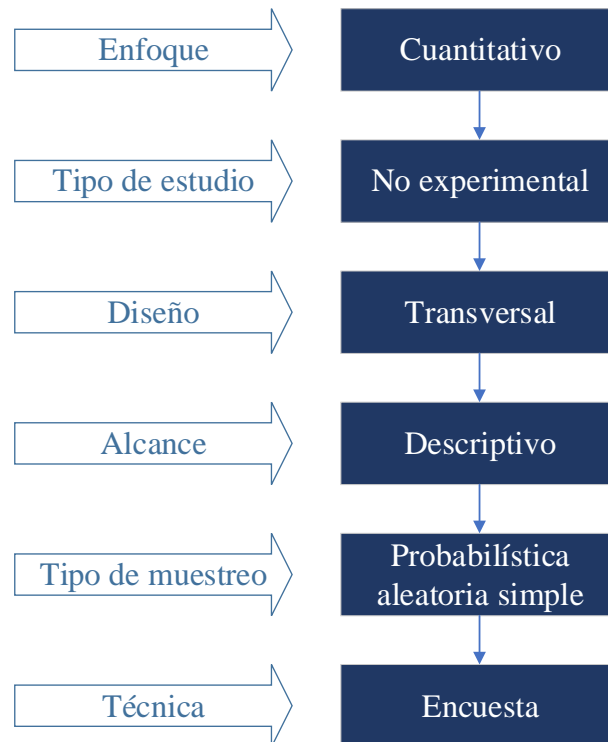 Enfoque
Cuantitativo
Tipo de estudio
No experimental
Diseño
Transversal
Alcance
Descriptivo
Tipo de muestreo
Probabilística
aleatoria simple
Técnica
Encuesta